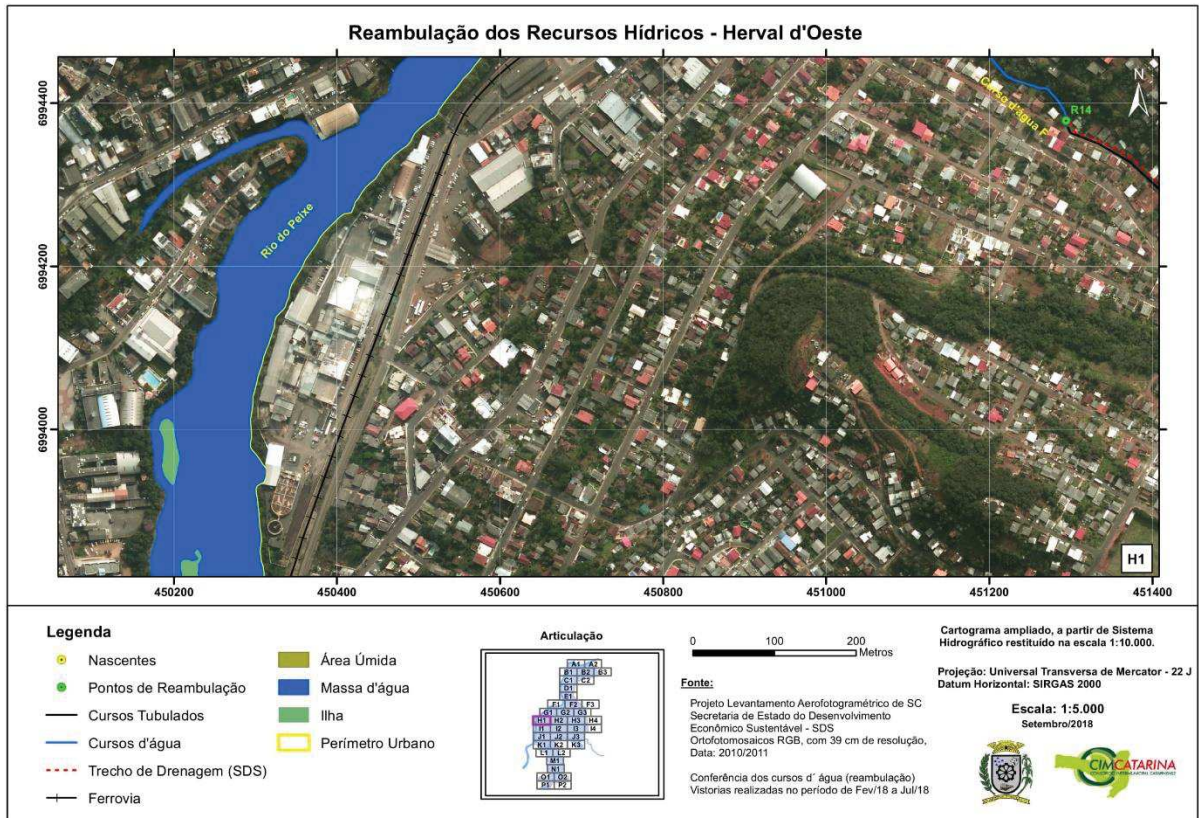 Reambulação dos Recursos Hídricos - Herval d'Oeste
6994400
6994200
6994000
450200
450400
450600
450800
451000
451200
451400
Rio do Peixe
Curso d'água F
R14
N
H1
Legenda
Nascentes
Pontos de Reambulação
Cursos Tubulados
Cursos d'água
Trecho de Drenagem (SDS)
Ferrovia
Área Úmida
Massa d'água
Ilha
Perímetro Urbano
Articulação
A1 A2
B1 B2 B3
C1 C2
D1
E1
F1 F2 F3
G1 G2 G3
H1 H2 H3 H4
I1 I2 I3 I4
J1 J2 J3
K1 K2 K3
L1 L2
M1
N1
O1 O2
P1 P2
0 100 200
Metros
Fonte:
Projeto Levantamento Aerofotogramétrico de SC
Secretaria de Estado do Desenvolvimento
Econômico Sustentável - SDS
Ortofotomosaicos RGB, com 39 cm de resolução,
Data: 2010/2011
Conferência dos cursos d´ água (reambulação)
Vistorias realizadas no período de Fev/18 a Jul/18
Cartograma ampliado, a partir de Sistema
Hidrográfico restituído na escala 1:10.000.
Projeção: Universal Transversa de Mercator - 22 J
Datum Horizontal: SIRGAS 2000
Escala: 1:5.000
Setembro/2018
CIMCATARINA